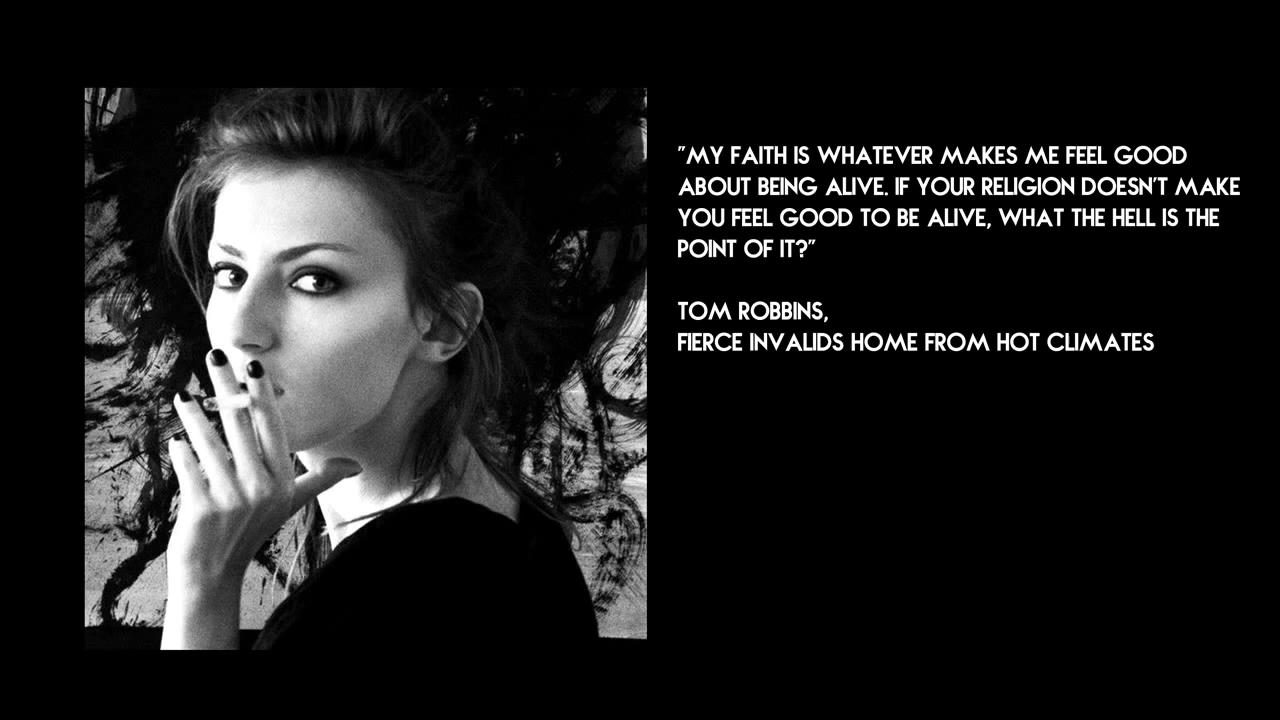 "MY FAITH IS WHATEVER MAKES ME FEEL GOOD
ABOUT BEING ALIVE. IF YOUR RELIGION DOESN'T MAKE
YOU FEEL GOOD TO BE ALIVE, WHAT THE HELL IS THE
POINT OF IT?"
TOM ROBBINS,
FIERCE INVALIDS HOME FROM HOT CLIMATES